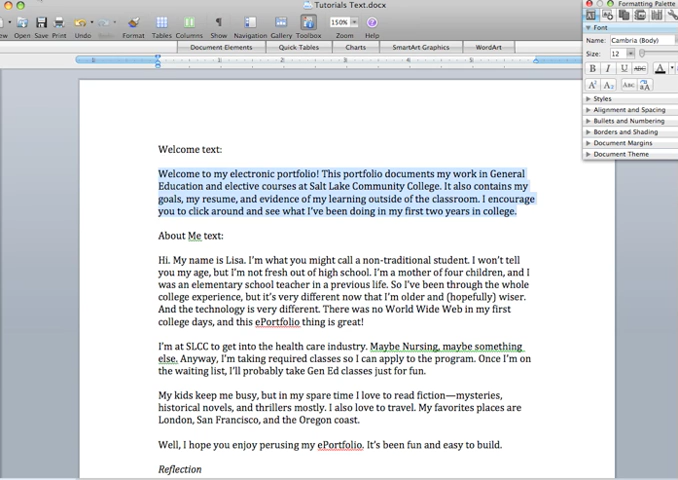 Tutorials Text.docx
Open Save Print Undo Redo Format Tables Columns Show Navigation Gallery Toolbox Zoom Help
150%
Document Elements Quick Tables Charts SmartArt Graphics WordArt
Formatting Palette
Font
Name: Cambria (Body)
Size: 12
B I U ABC A
A² A₂ Abc
Styles
Alignment and Spacing
Bullets and Numbering
Borders and Shading
Document Margins
Document Theme
Welcome text:
Welcome to my electronic portfolio! This portfolio documents my work in General
Education and elective courses at Salt Lake Community College. It also contains my
goals, my resume, and evidence of my learning outside of the classroom. I encourage
you to click around and see what I've been doing in my first two years in college.
About Me text:
Hi. My name is Lisa. I'm what you might call a non-traditional student. I won't tell
you my age, but I'm not fresh out of high school. I'm a mother of four children, and I
was an elementary school teacher in a previous life. So I've been through the whole
college experience, but it's very different now that I'm older and (hopefully) wiser.
And the technology is very different. There was no World Wide Web in my first
college days, and this ePortfolio thing is great!
I'm at SLCC to get into the health care industry. Maybe Nursing, maybe something
else. Anyway, I'm taking required classes so I can apply to the program. Once I'm on
the waiting list, I'll probably take Gen Ed classes just for fun.
My kids keep me busy, but in my spare time I love to read fiction—mysteries,
historical novels, and thrillers mostly. I also love to travel. My favorites places are
London, San Francisco, and the Oregon coast.
Well, I hope you enjoy perusing my ePortfolio. It's been fun and easy to build.
Reflection